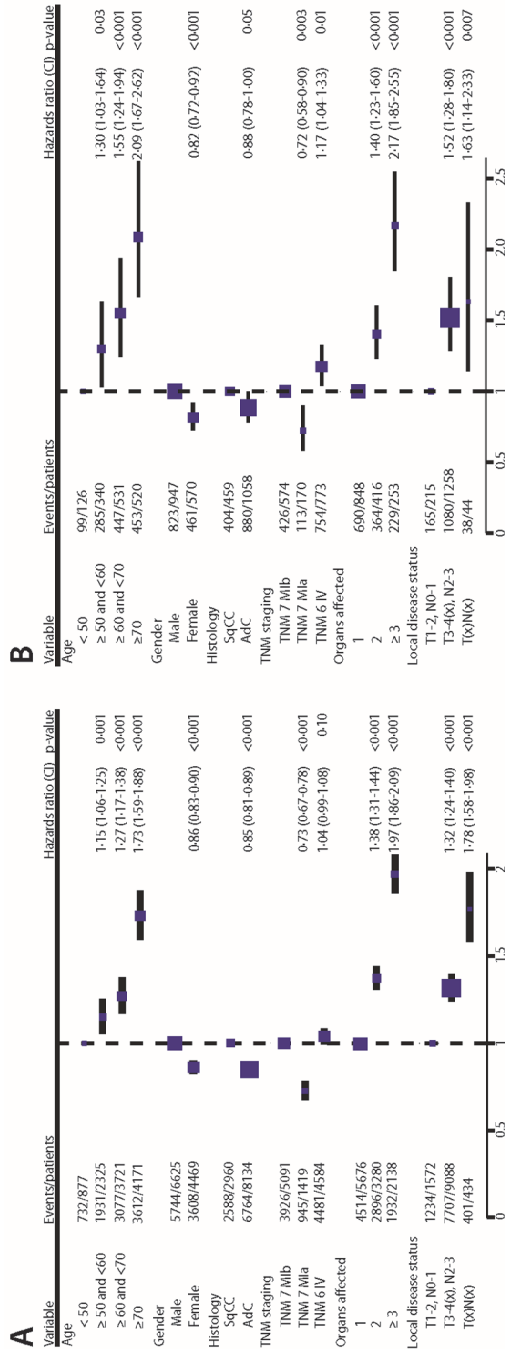 A
Variable Events/patients Hazards ratio (CI) p-value
Age
< 50 732/877
≥ 50 and <60 1931/2325 1·15 (1·06-1·25) 0·001
≥ 60 and <70 3077/3721 1·27 (1·17-1·38) <0·001
≥70 3612/4171 1·73 (1·59-1·88) <0·001
Gender
Male 5744/6625
Female 3608/4469 0·86 (0·83-0·90) <0·001
Histology
SqCC 2588/2960
AdC 6764/8134 0·85 (0·81-0·89) <0·001
TNM staging
TNM 7 MIb 3926/5091
TNM 7 MIa 945/1419 0·73 (0·67-0·78) <0·001
TNM 6 IV 4481/4584 1·04 (0·99-1·08) 0·10
Organs affected
1 4514/5676
2 2896/3280 1·38 (1·31-1·44) <0·001
≥ 3 1932/2138 1·97 (1·86-2·09) <0·001
Local disease status
T1-2, N0-1 1234/1572
T3-4(x), N2-3 7707/9088 1·32 (1·24-1·40) <0·001
T(x)N(x) 401/434 1·78 (1·58-1·98) <0·001
0 0.5 1 1.5 2
B
Variable Events/patients Hazards ratio (CI) p-value
Age
< 50 99/126
≥ 50 and <60 285/340 1·30 (1·03-1·64) 0·03
≥ 60 and <70 447/531 1·55 (1·24-1·94) <0·001
≥70 453/520 2·09 (1·67-2·62) <0·001
Gender
Male 823/947
Female 461/570 0·82 (0·72-0·92) <0·001
Histology
SqCC 404/459
AdC 880/1058 0·88 (0·78-1·00) 0·05
TNM staging
TNM 7 MIb 426/574
TNM 7 MIa 113/170 0·72 (0·58-0·90) 0·003
TNM 6 IV 754/773 1·17 (1·04-1·33) 0·01
Organs affected
1 690/848
2 364/416 1·40 (1·23-1·60) <0·001
≥ 3 229/253 2·17 (1·85-2·55) <0·001
Local disease status
T1-2, N0-1 165/215
T3-4(x), N2-3 1080/1258 1·52 (1·28-1·80) <0·001
T(x)N(x) 38/44 1·63 (1·14-2·33) 0·007
0 0.5 1 1.5 2.0 2.5